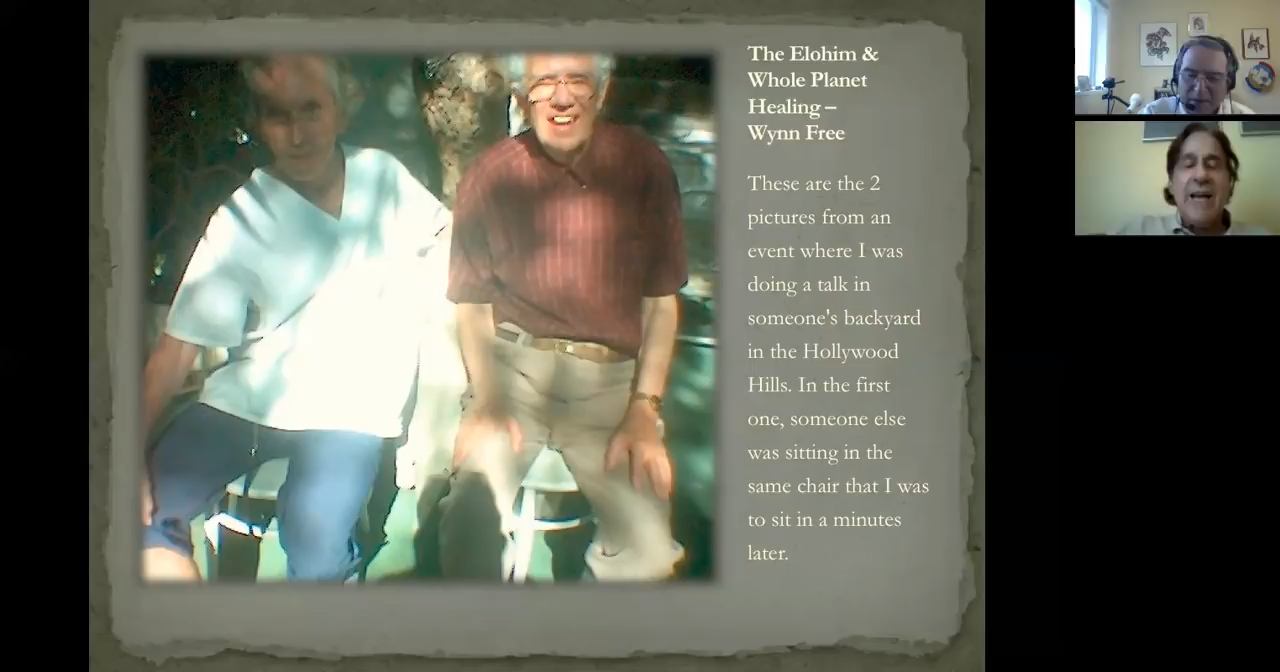 The Elohim &
Whole Planet
Healing –
Wynn Free
These are the 2
pictures from an
event where I was
doing a talk in
someone's backyard
in the Hollywood
Hills. In the first
one, someone else
was sitting in the
same chair that I was
to sit in a minutes
later.